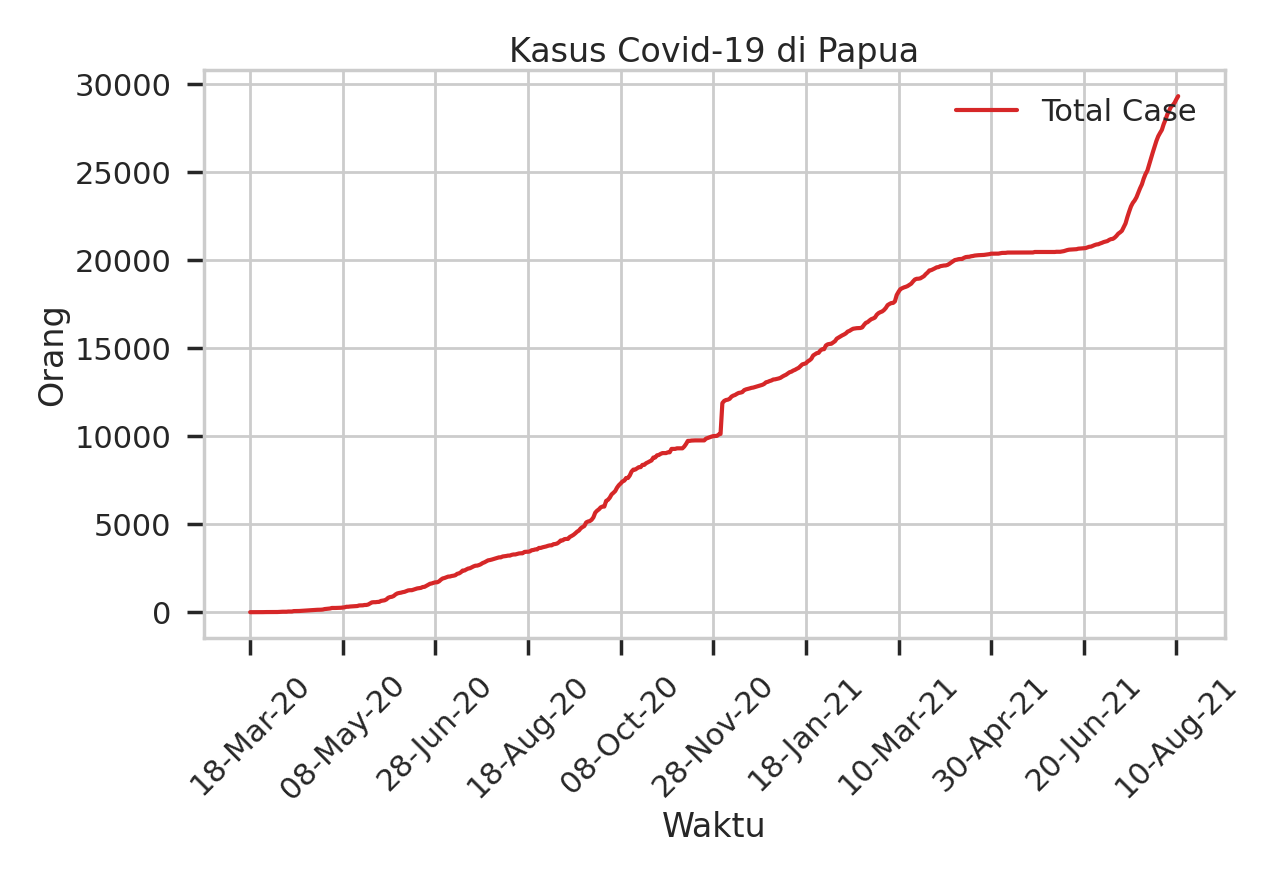 Kasus Covid-19 di Papua
Total Case
30000
25000
20000
15000
10000
5000
0
Orang
18-Mar-20
08-May-20
28-Jun-20
18-Aug-20
08-Oct-20
28-Nov-20
18-Jan-21
10-Mar-21
30-Apr-21
20-Jun-21
10-Aug-21
Waktu